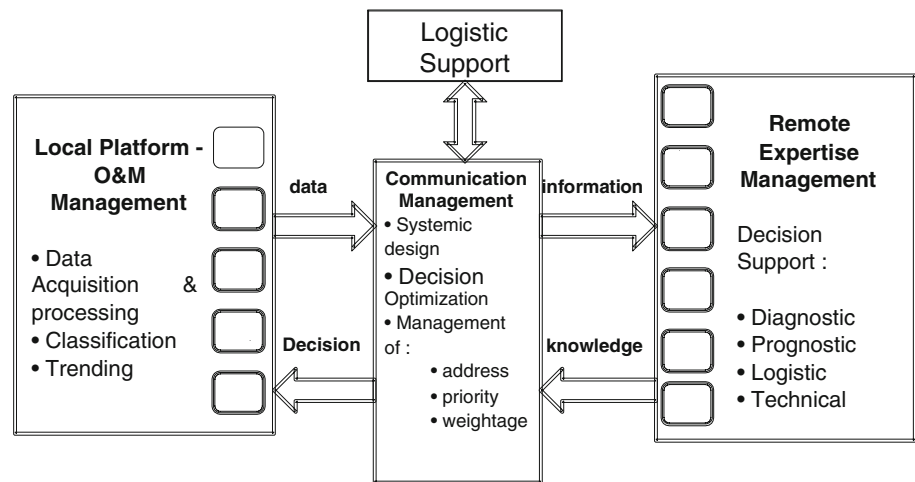 Logistic
Support
Local Platform -
O&M
Management
• Data
Acquisition &
processing
• Classification
• Trending
data
Decision
Communication
Management
• Systemic
design
• Decision
Optimization
• Management
of :
• address
• priority
• weightage
information
knowledge
Remote
Expertise
Management
Decision
Support :
• Diagnostic
• Prognostic
• Logistic
• Technical